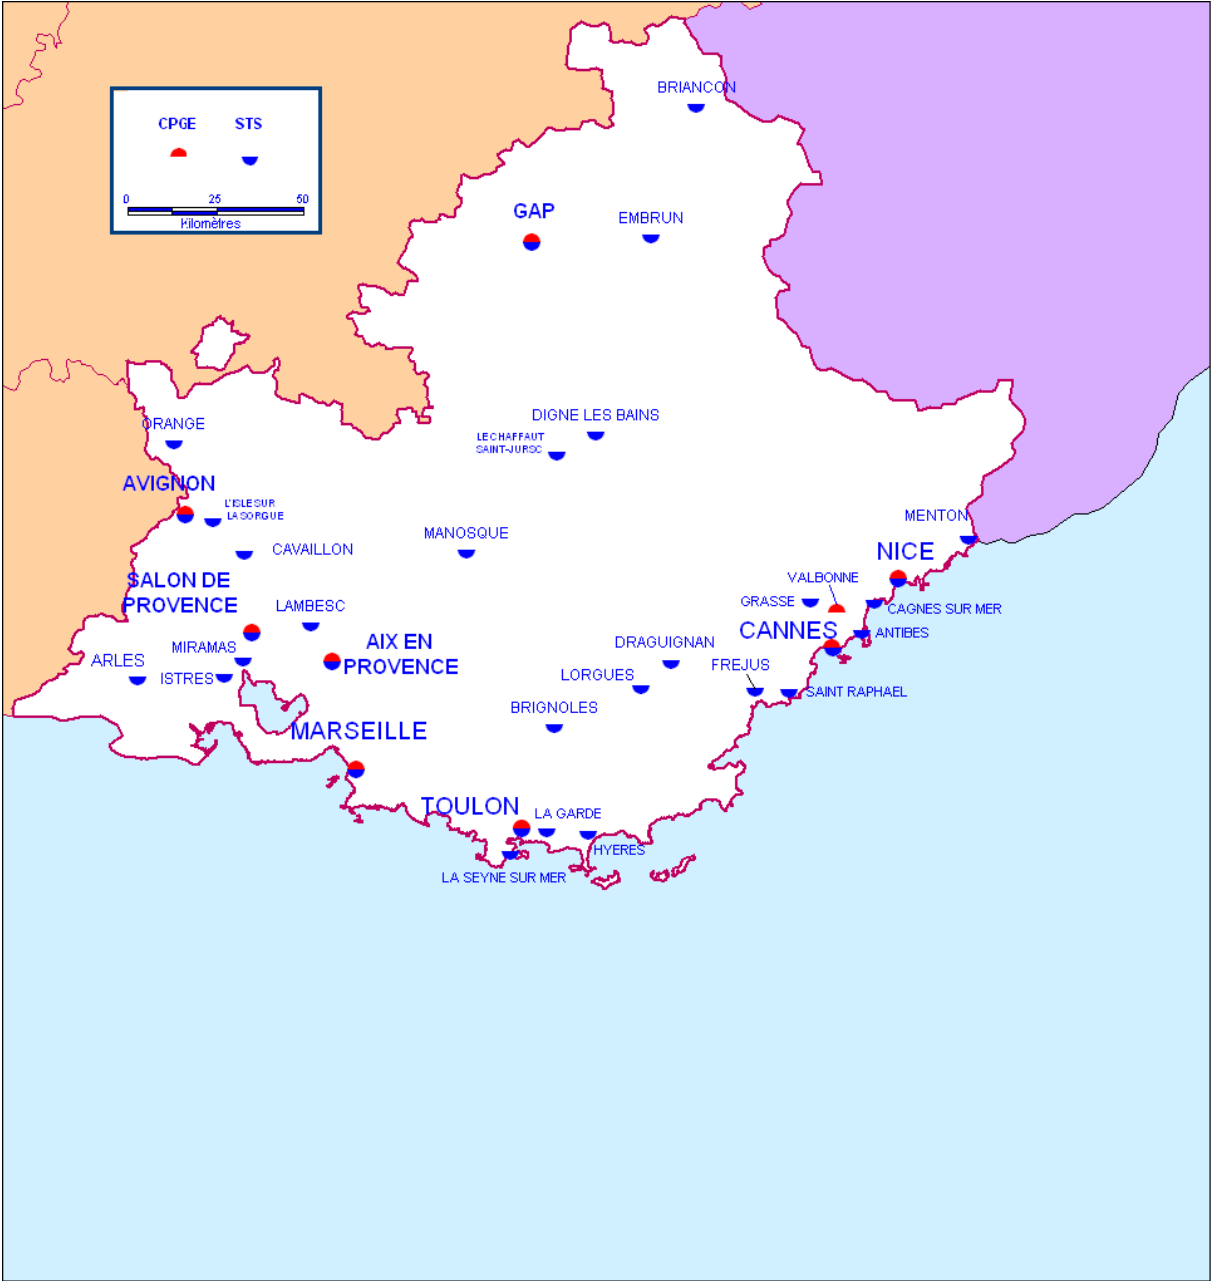 BRIANCON
CPGE STS
0 25 50
Kilomètres
GAP
EMBRUN
ORANGE
DIGNE LES BAINS
LE CHAFFAUT
SAINT-JURSC
AVIGNON
L'ISLE SUR
LA SORGUE
MENTON
MANOSQUE
CAVAILLON
NICE
SALON DE
PROVENCE
VALBONNE
LAMBESC
GRASSE
CAGNES SUR MER
CANNES
ANTIBES
AIX EN
PROVENCE
MIRAMAS
DRAGUIGNAN
ARLES
FREJUS
ISTRES
LORGUES
SAINT RAPHAEL
BRIGNOLES
MARSEILLE
TOULON
LA GARDE
HYERES
LA SEYNE SUR MER